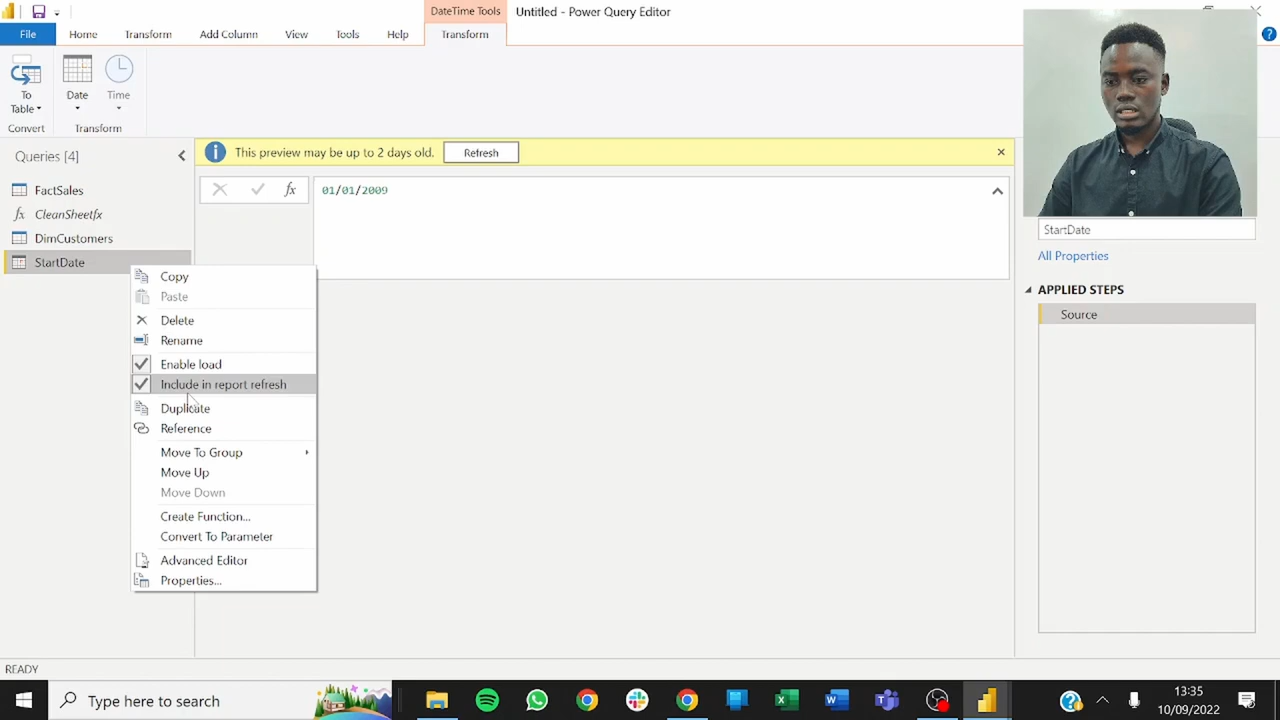 DateTime Tools
Untitled - Power Query Editor
File
Home
Transform
Add Column
View
Tools
Help
Transform
To
Table
Date
Time
Convert
Transform
Queries [4]
This preview may be up to 2 days old.
Refresh
FactSales
fx
CleanSheetfx
DimCustomers
StartDate
fx
01/01/2009
StartDate
All Properties
APPLIED STEPS
Source
Copy
Paste
Delete
Rename
Enable load
Include in report refresh
Duplicate
Reference
Move To Group
Move Up
Move Down
Create Function...
Convert To Parameter
Advanced Editor
Properties...
READY
Type here to search
13:35
10/09/2022